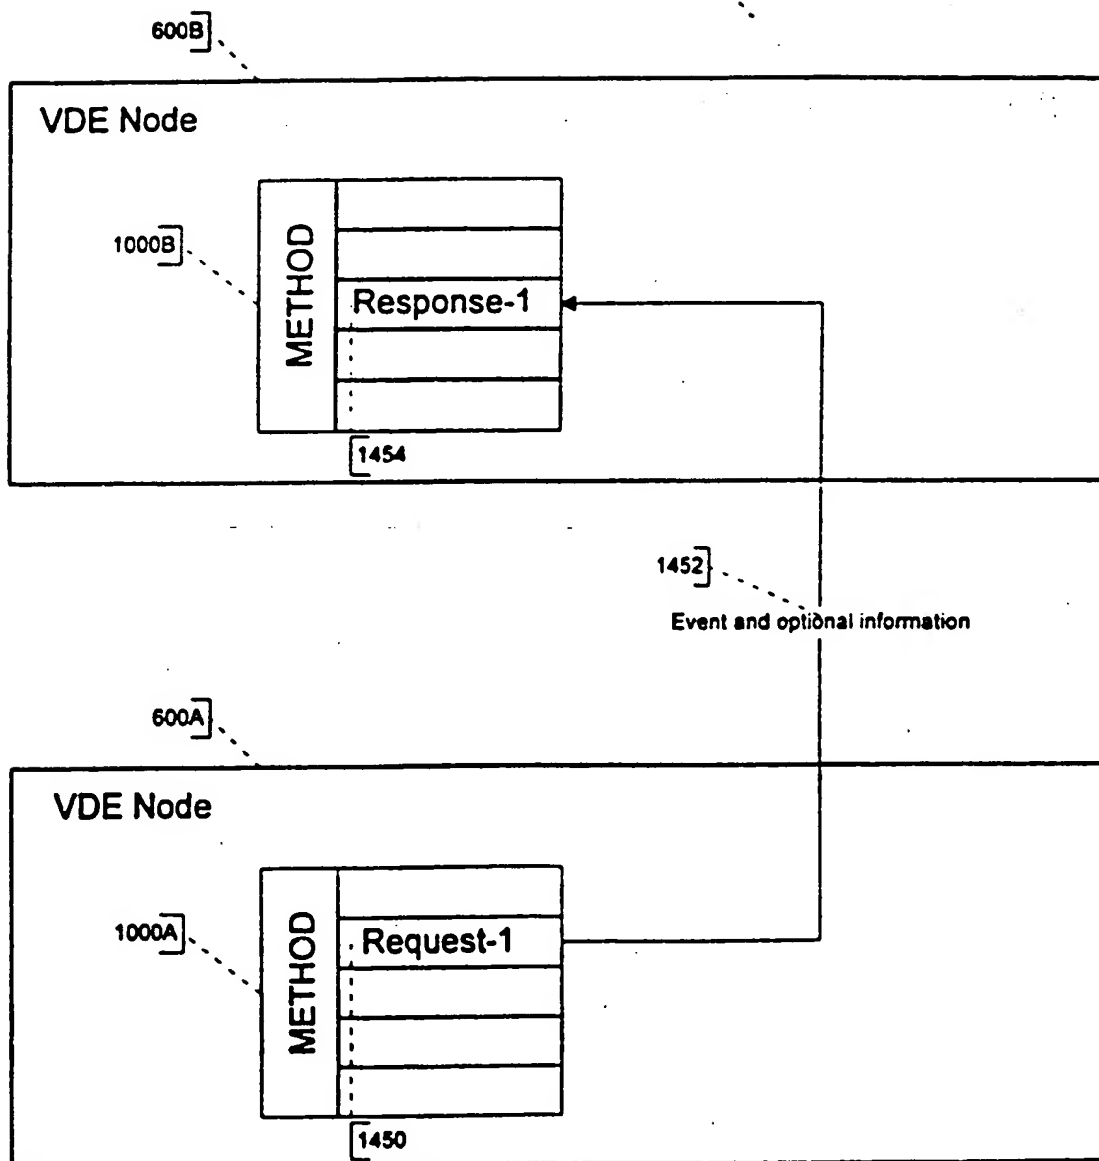 600B
VDE Node
METHOD
1000B
Response-1
1454
1452
Event and optional information
600A
VDE Node
METHOD
1000A
Request-1
1450